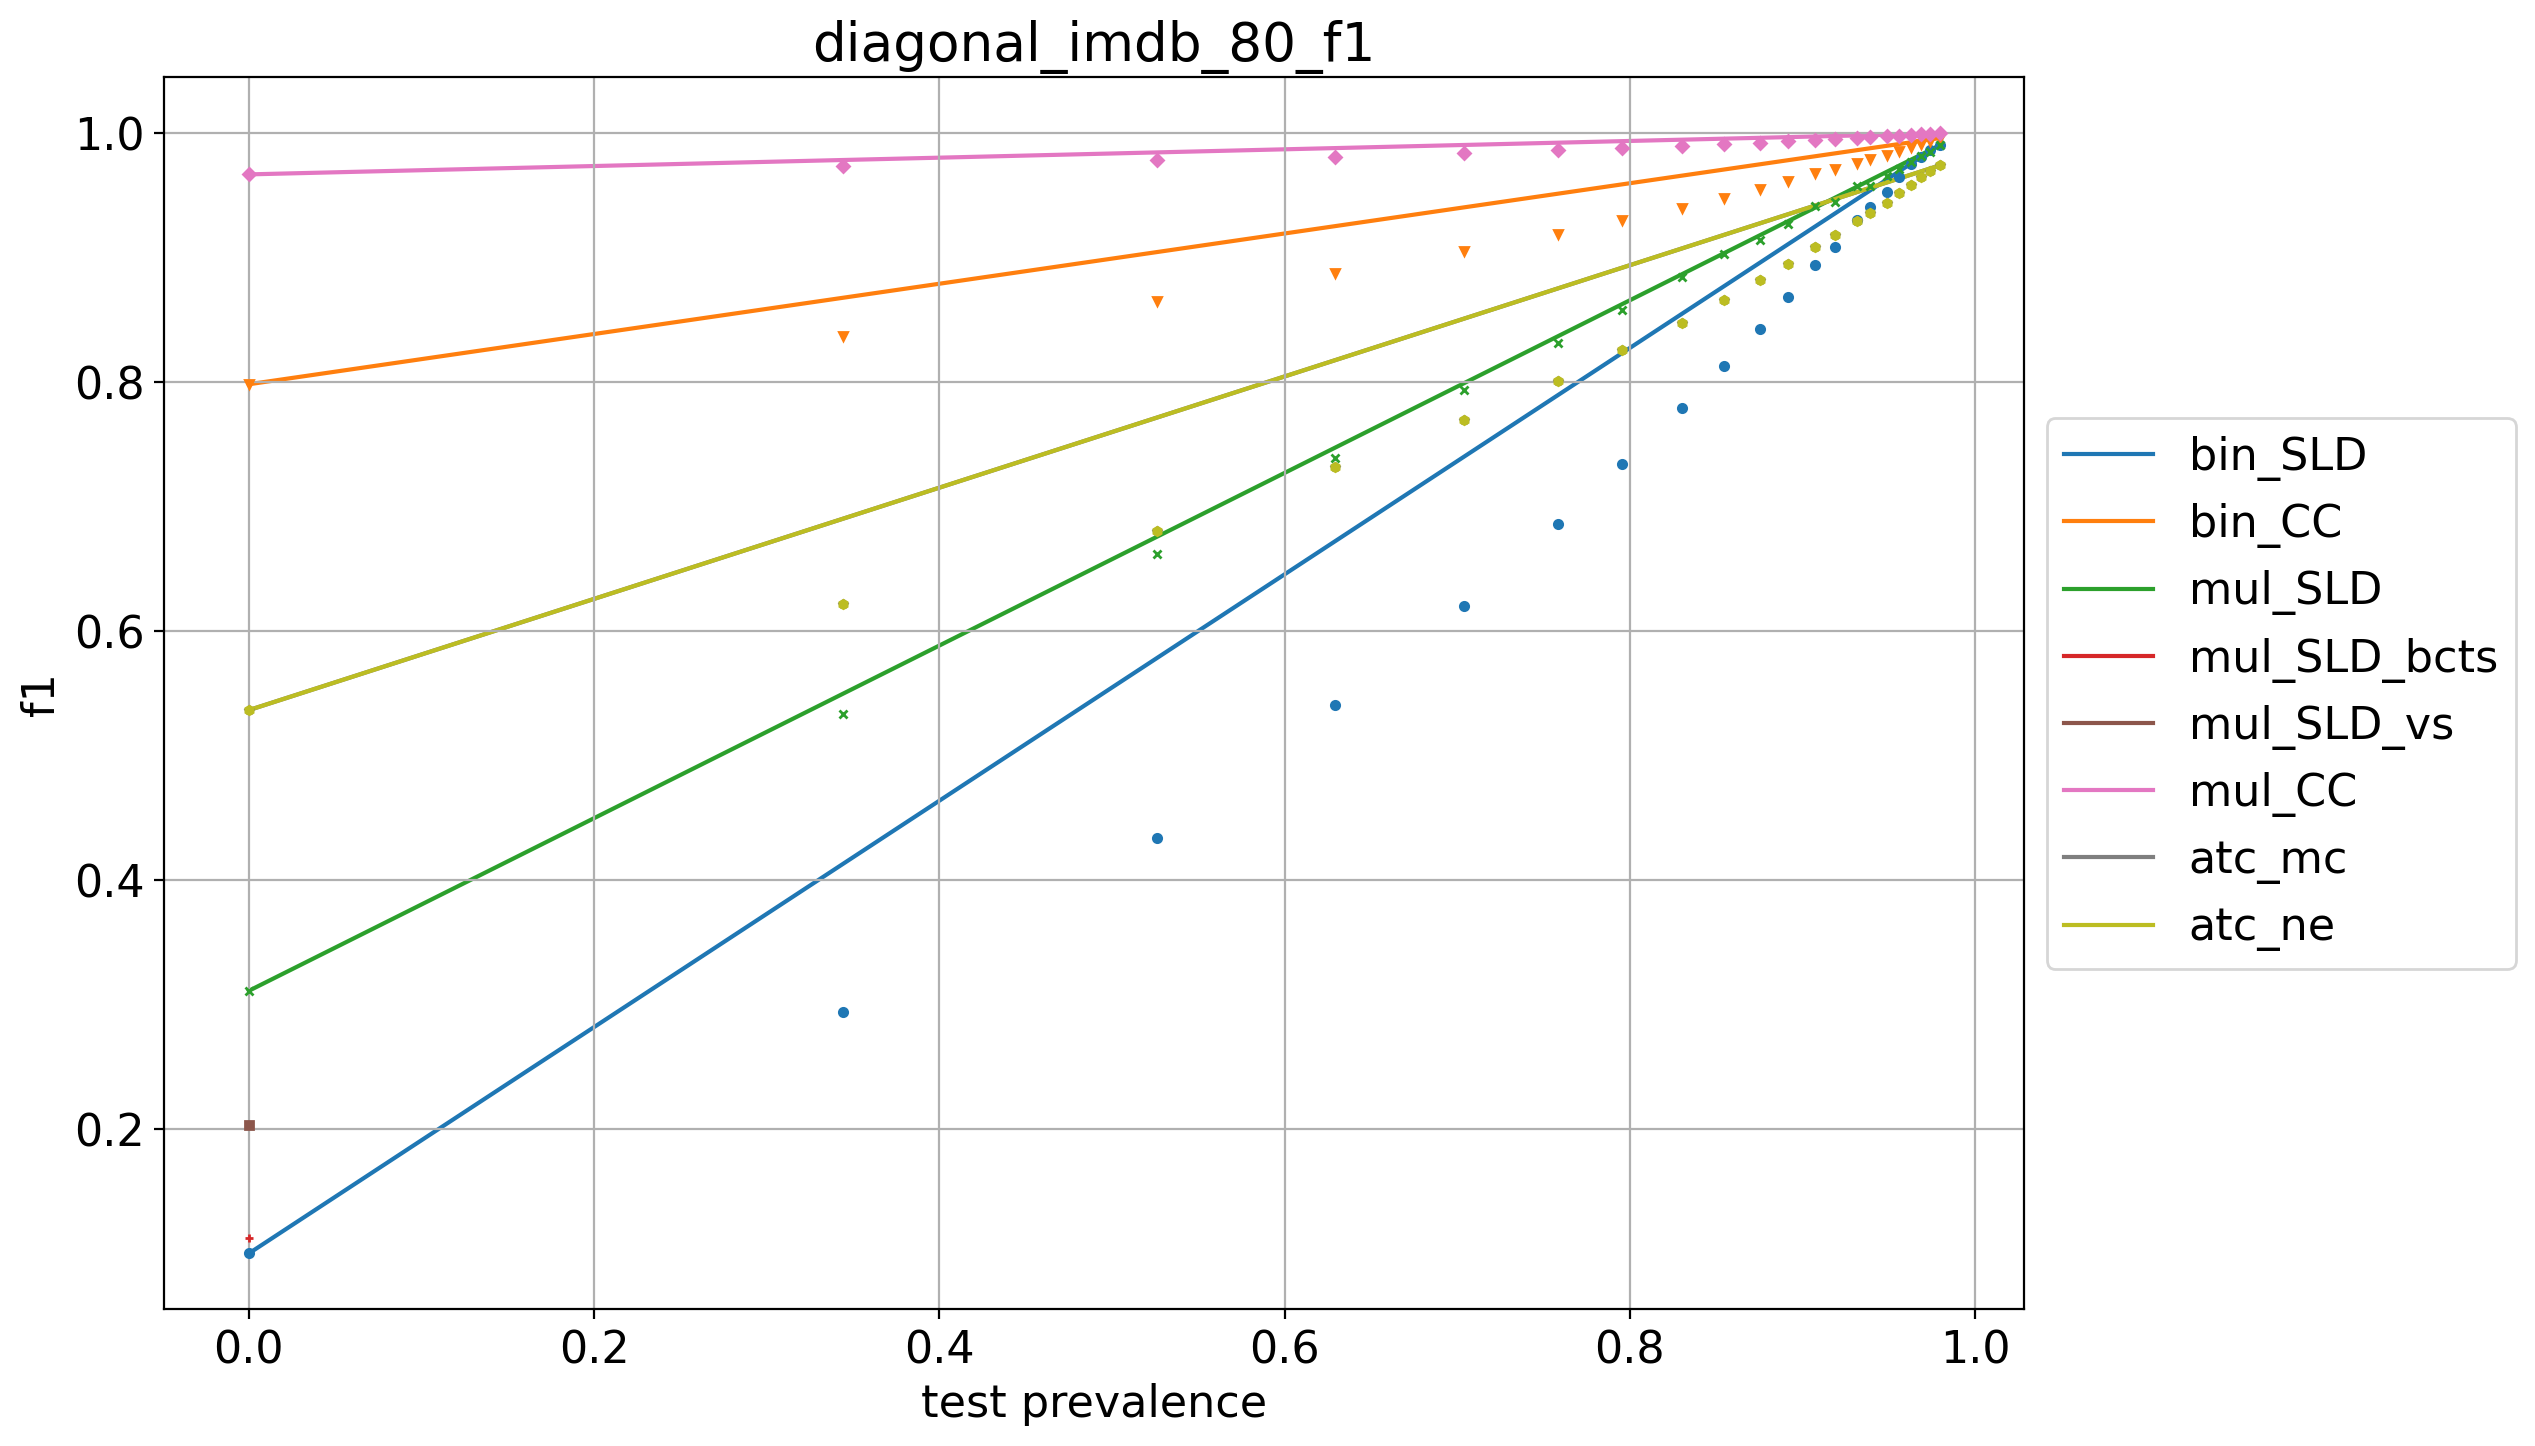 diagonal_imdb_80_f1
1.0
0.8
0.6
0.4
0.2
f1
0.0 0.2 0.4 0.6 0.8 1.0
test prevalence
bin_SLD
bin_CC
mul_SLD
mul_SLD_bcts
mul_SLD_vs
mul_CC
atc_mc
atc_ne